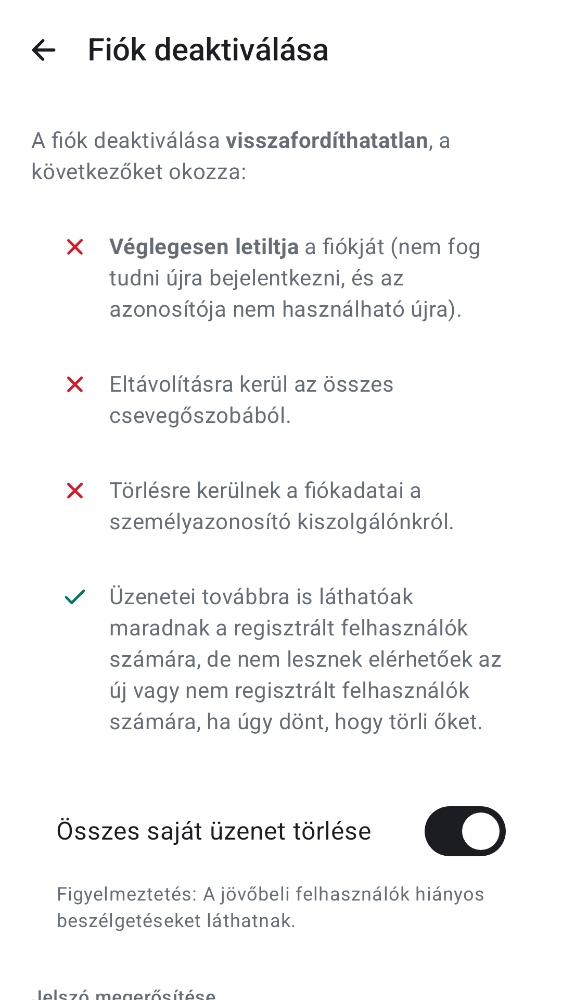 Fiók deaktiválása
A fiók deaktiválása visszafordíthatatlan, a
következőket okozza:
Véglegesen letiltja a fiókját (nem fog
tudni újra bejelentkezni, és az
azonosítója nem használható újra).
Eltávolításra kerül az összes
csevegőszobából.
Törlésre kerülnek a fiókadatai a
személyazonosító kiszolgálónkról.
Üzenetei továbbra is láthatóak
maradnak a regisztrált felhasználók
számára, de nem lesznek elérhetőek az
új vagy nem regisztrált felhasználók
számára, ha úgy dönt, hogy törli őket.
Összes saját üzenet törlése
Figyelmeztetés: A jövőbeli felhasználók hiányos
beszélgetéseket láthatnak.
Jelszó megerősítése